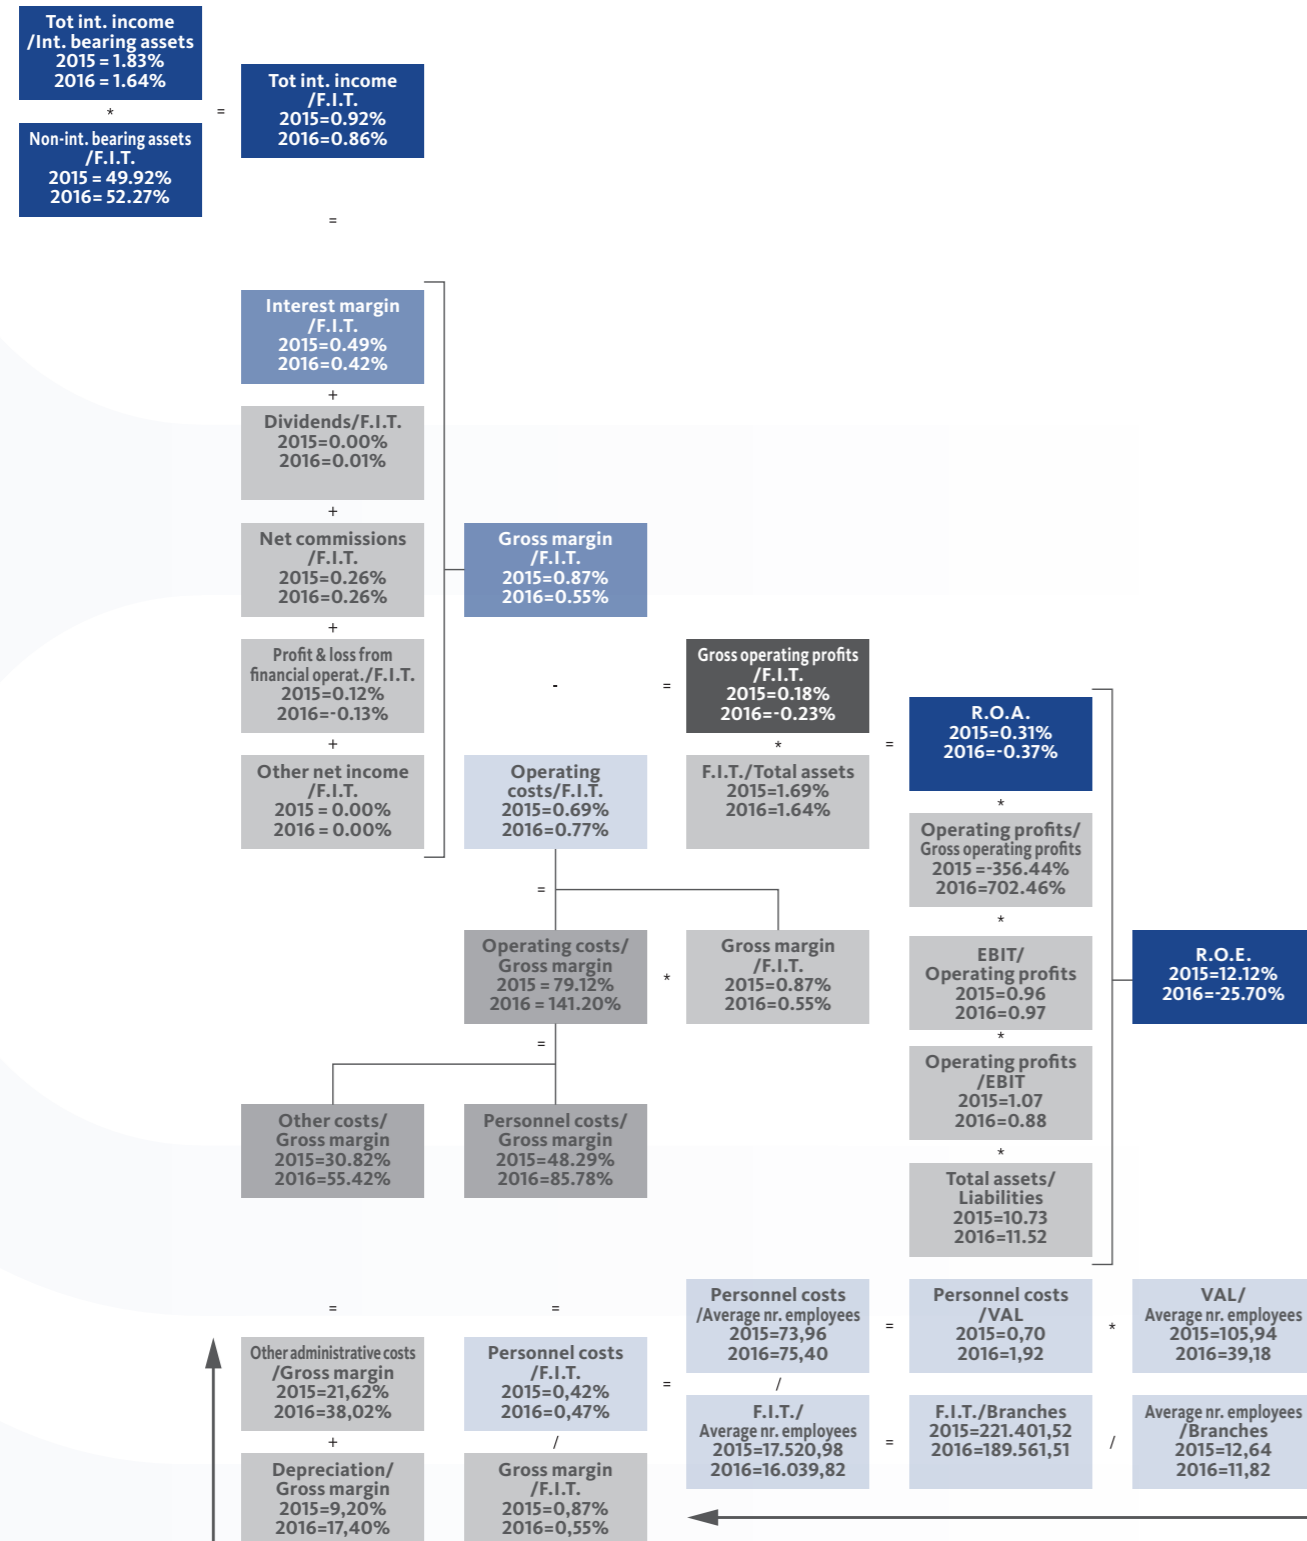 Tot int. income
/Int. bearing assets
2015 = 1.83%
2016 = 1.64%
*
=
Non-int. bearing assets
/F.I.T.
2015 = 49.92%
2016= 52.27%
Tot int. income
/F.I.T.
2015=0.92%
2016=0.86%
=
Interest margin
/F.I.T.
2015=0.49%
2016=0.42%
+
Dividends/F.I.T.
2015=0.00%
2016=0.01%
+
Net commissions
/F.I.T.
2015=0.26%
2016=0.26%
+
Profit & loss from
financial operat./F.I.T.
2015=0.12%
2016=-0.13%
+
Other net income
/F.I.T.
2015 = 0.00%
2016 = 0.00%
Gross margin
/F.I.T.
2015=0.87%
2016=0.55%
-
=
Operating
costs/F.I.T.
2015=0.69%
2016=0.77%
Gross operating profits
/F.I.T.
2015=0.18%
2016=-0.23%
*
=
F.I.T./Total assets
2015=1.69%
2016=1.64%
R.O.A.
2015=0.31%
2016=-0.37%
*
Operating profits/
Gross operating profits
2015 =-356.44%
2016=702.46%
*
EBIT/
Operating profits
2015=0.96
2016=0.97
*
Operating profits
/EBIT
2015=1.07
2016=0.88
*
Total assets/
Liabilities
2015=10.73
2016=11.52
R.O.E.
2015=12.12%
2016=-25.70%
=
Operating costs/
Gross margin
2015 = 79.12%
2016 = 141.20%
*
Gross margin
/F.I.T.
2015=0.87%
2016=0.55%
=
Other costs/
Gross margin
2015=30.82%
2016=55.42%
Personnel costs/
Gross margin
2015=48.29%
2016=85.78%
=
=
Other administrative costs
/Gross margin
2015=21,62%
2016=38,02%
+
Depreciation/
Gross margin
2015=9,20%
2016=17,40%
Personnel costs
/F.I.T.
2015=0,42%
2016=0,47%
/
Gross margin
/F.I.T.
2015=0,87%
2016=0,55%
=
Personnel costs
/Average nr. employees
2015=73,96
2016=75,40
/
F.I.T./
Average nr. employees
2015=17.520,98
2016=16.039,82
=
Personnel costs
/VAL
2015=0,70
2016=1,92
*
VAL/
Average nr. employees
2015=105,94
2016=39,18
=
F.I.T./Branches
2015=221.401,52
2016=189.561,51
/
Average nr. employees
/Branches
2015=12,64
2016=11,82